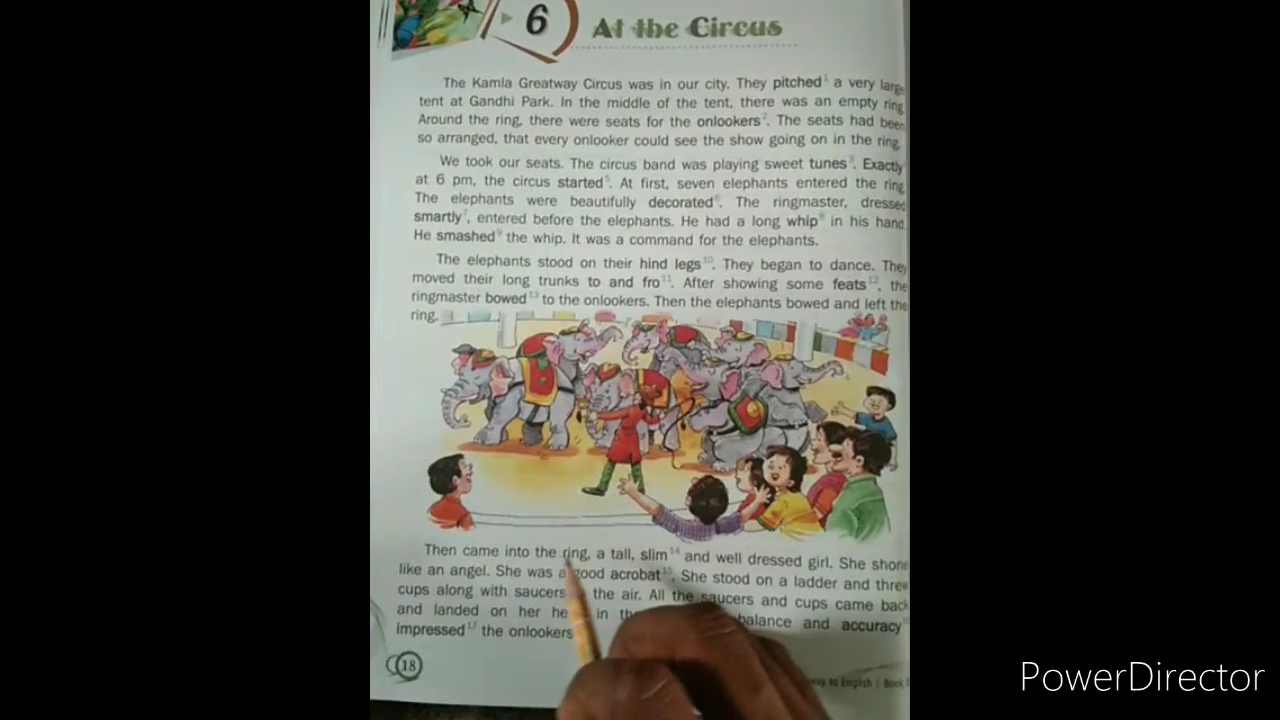 6
At the Circus
The Kamla Greatway Circus was in our city. They pitched¹ a very large
tent at Gandhi Park. In the middle of the tent, there was an empty ring.
Around the ring, there were seats for the onlookers². The seats had been
so arranged, that every onlooker could see the show going on in the ring.
We took our seats. The circus band was playing sweet tunes³. Exactly
at 6 pm, the circus started⁵. At first, seven elephants entered the ring.
The elephants were beautifully decorated⁶. The ringmaster, dressed
smartly⁷, entered before the elephants. He had a long whip⁸ in his hand.
He smashed⁹ the whip. It was a command for the elephants.
The elephants stood on their hind legs¹⁰. They began to dance. They
moved their long trunks to and fro¹¹. After showing some feats¹², the
ringmaster bowed¹³ to the onlookers. Then the elephants bowed and left the
ring.
Then came into the ring, a tall, slim¹⁴ and well dressed girl. She shone
like an angel. She was a good acrobat¹⁵. She stood on a ladder and threw
cups along with saucers the air. All the saucers and cups came back
and landed on her in balance and accuracy
impressed¹⁷ the onlookers
18
to English | Book
PowerDirector